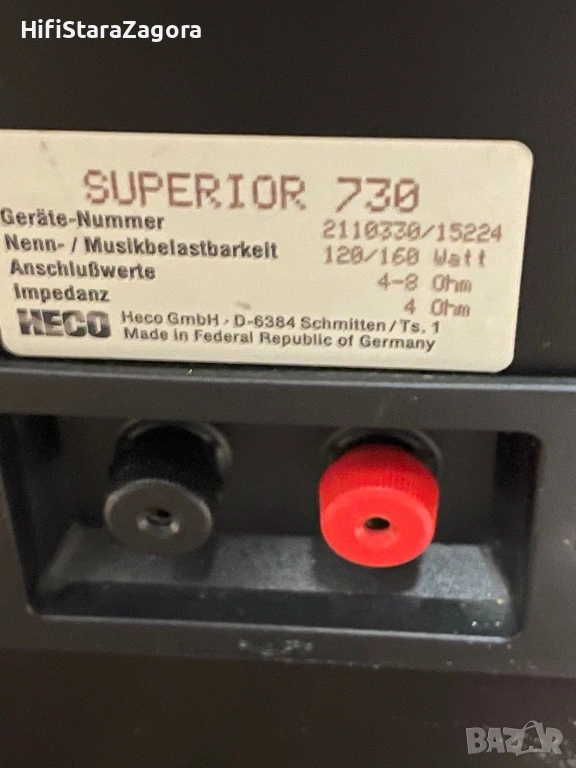 HifiStaraZagora
SUPERIOR 730
Geräte-Nummer 2110330/15224
Nenn- / Musikbelastbarkeit 120/160 Watt
Anschlußwerte 4-8 Ohm
Impedanz 4 Ohm
HECO Heco GmbH · D-6384 Schmitten/Ts. 1
Made in Federal Republic of Germany
BAZAR